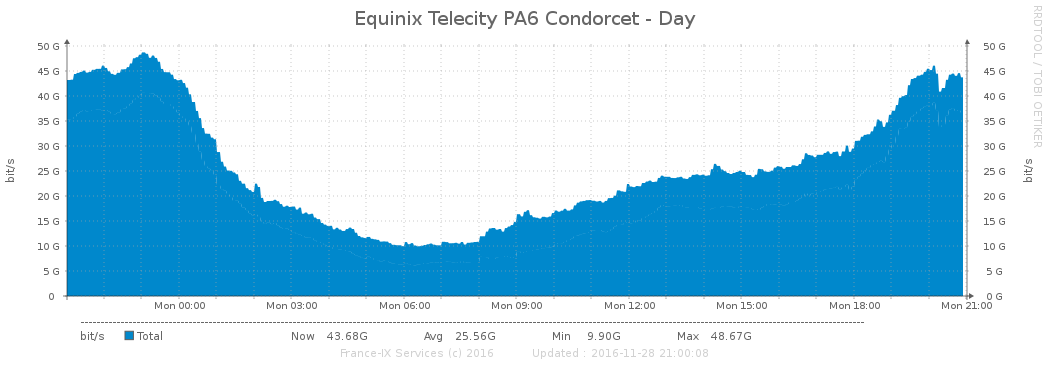 Equinix Telecity PA6 Condorcet - Day
RRDTOOL / TOBI OETIKER
bit/s
50 G
45 G
40 G
35 G
30 G
25 G
20 G
15 G
10 G
5 G
0
50 G
45 G
40 G
35 G
30 G
25 G
20 G
15 G
10 G
5 G
0 G
bit/s
Mon 00:00 Mon 03:00 Mon 06:00 Mon 09:00 Mon 12:00 Mon 15:00 Mon 18:00 Mon 21:00
bit/s Total Now 43.68G Avg 25.56G Min 9.90G Max 48.67G
France-IX Services (c) 2016 Updated : 2016-11-28 21:00:08